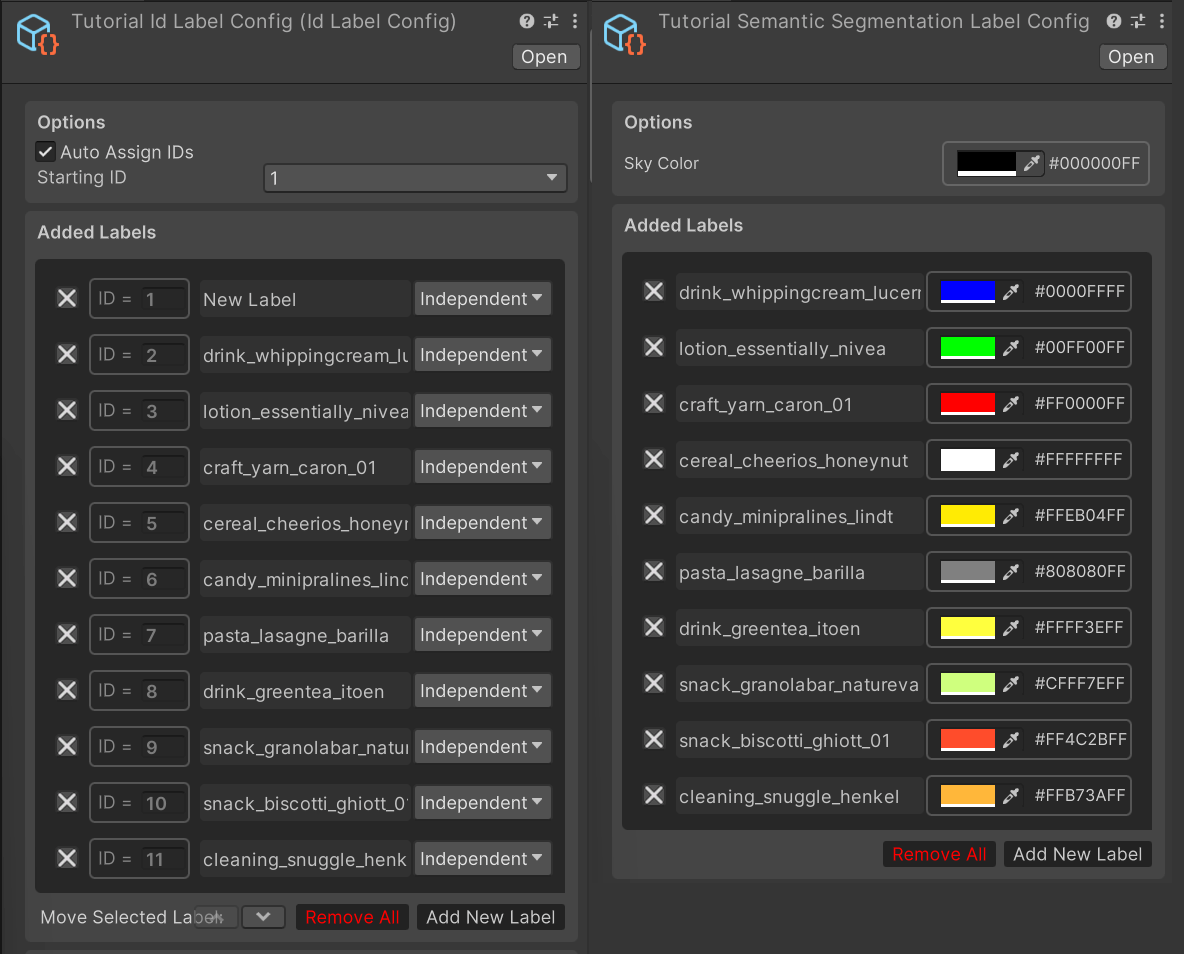 Tutorial Id Label Config (Id Label Config)
Open
Options
Auto Assign IDs
Starting ID 1
Added Labels
ID = 1 New Label Independent
ID = 2 drink_whippingcream_lu Independent
ID = 3 lotion_essentially_nivea Independent
ID = 4 craft_yarn_caron_01 Independent
ID = 5 cereal_cheerios_honeyn Independent
ID = 6 candy_minipralines_lind Independent
ID = 7 pasta_lasagne_barilla Independent
ID = 8 drink_greentea_itoen Independent
ID = 9 snack_granolabar_natur Independent
ID = 10 snack_biscotti_ghiott_01 Independent
ID = 11 cleaning_snuggle_henk Independent
Move Selected Labels Remove All Add New Label
Tutorial Semantic Segmentation Label Config
Open
Options
Sky Color #000000FF
Added Labels
drink_whippingcream_lucern #0000FFFF
lotion_essentially_nivea #00FF00FF
craft_yarn_caron_01 #FF0000FF
cereal_cheerios_honeynut #FFFFFFFF
candy_minipralines_lindt #FFEB04FF
pasta_lasagne_barilla #808080FF
drink_greentea_itoen #FFFF3EFF
snack_granolabar_natureva #CFFF7EFF
snack_biscotti_ghiott_01 #FF4C2BFF
cleaning_snuggle_henkel #FFB73AFF
Remove All Add New Label